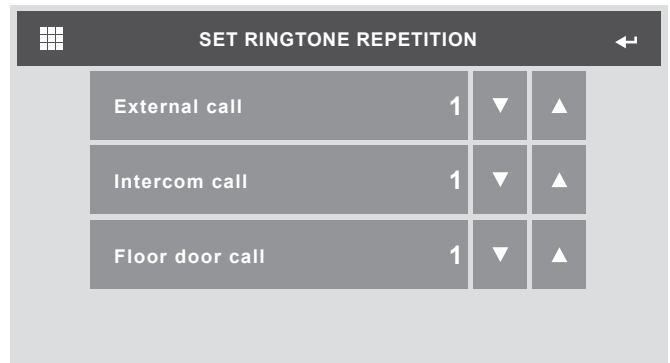 SET RINGTONE REPETITION
External call 1
Intercom call 1
Floor door call 1